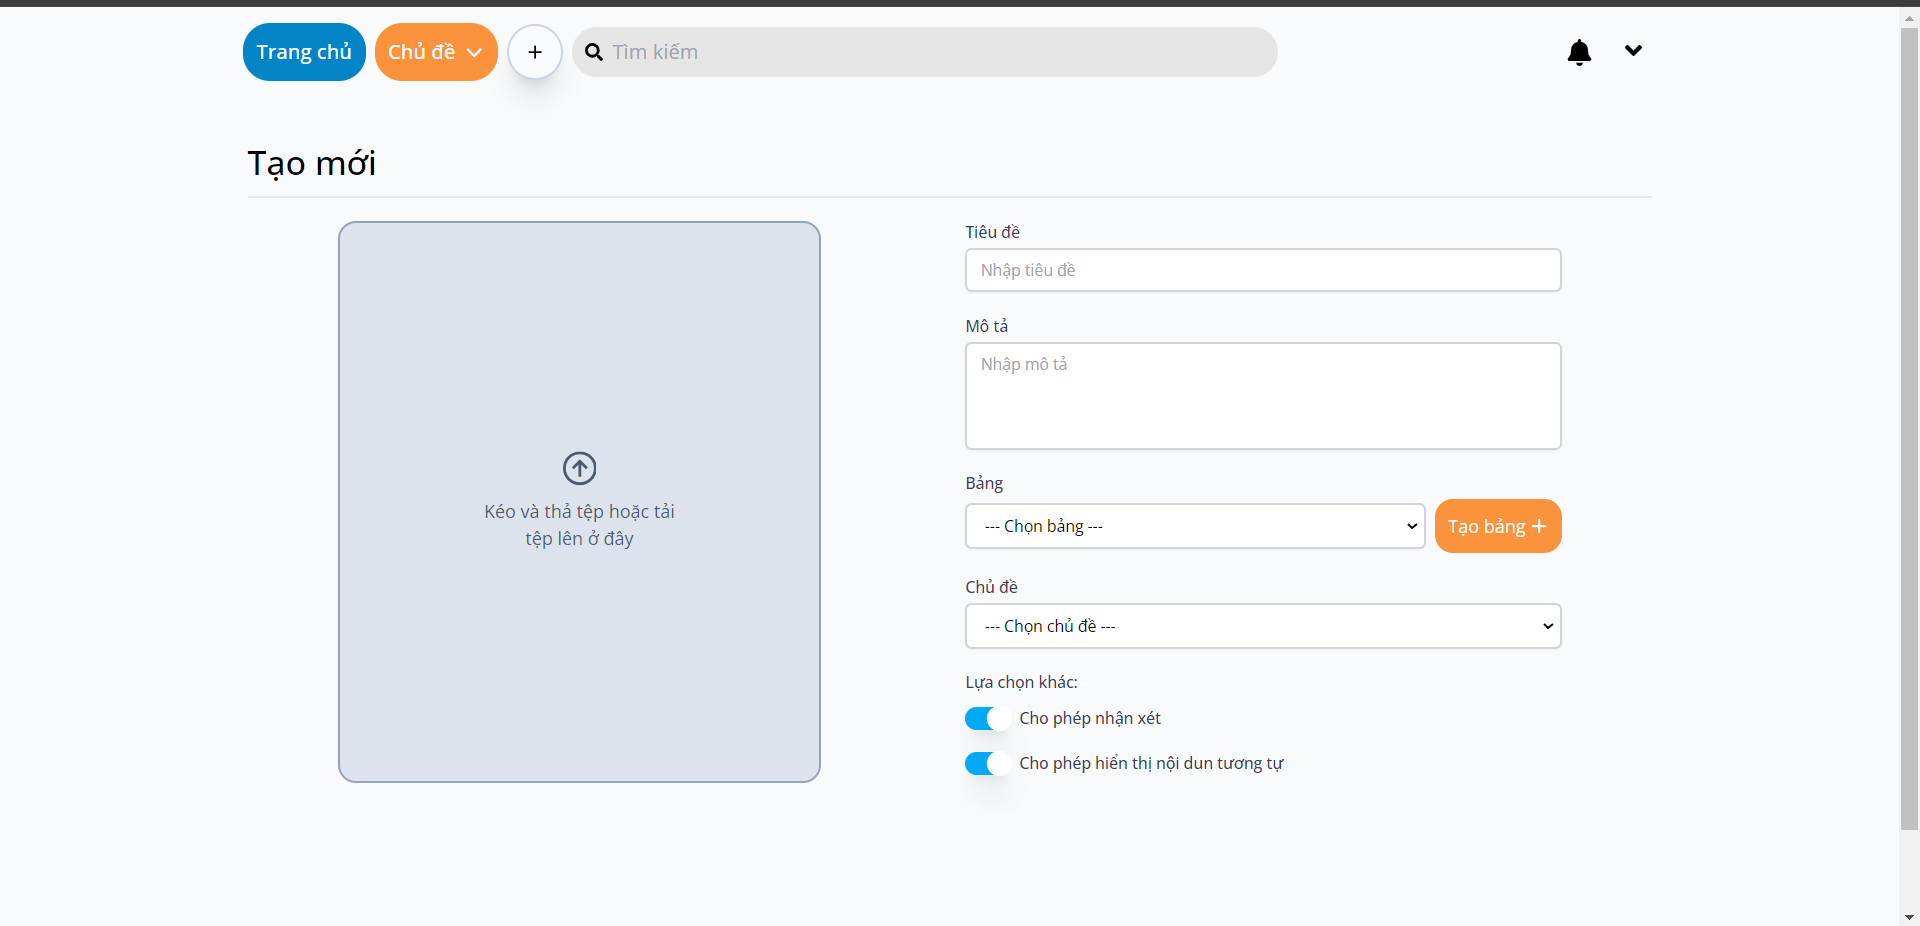 Trang chủ
Chủ đề
+
Tìm kiếm
Tạo mới
Kéo và thả tệp hoặc tải
tệp lên ở đây
Tiêu đề
Nhập tiêu đề
Mô tả
Nhập mô tả
Bảng
--- Chọn bảng ---
Tạo bảng +
Chủ đề
--- Chọn chủ đề ---
Lựa chọn khác:
Cho phép nhận xét
Cho phép hiển thị nội dun tương tự